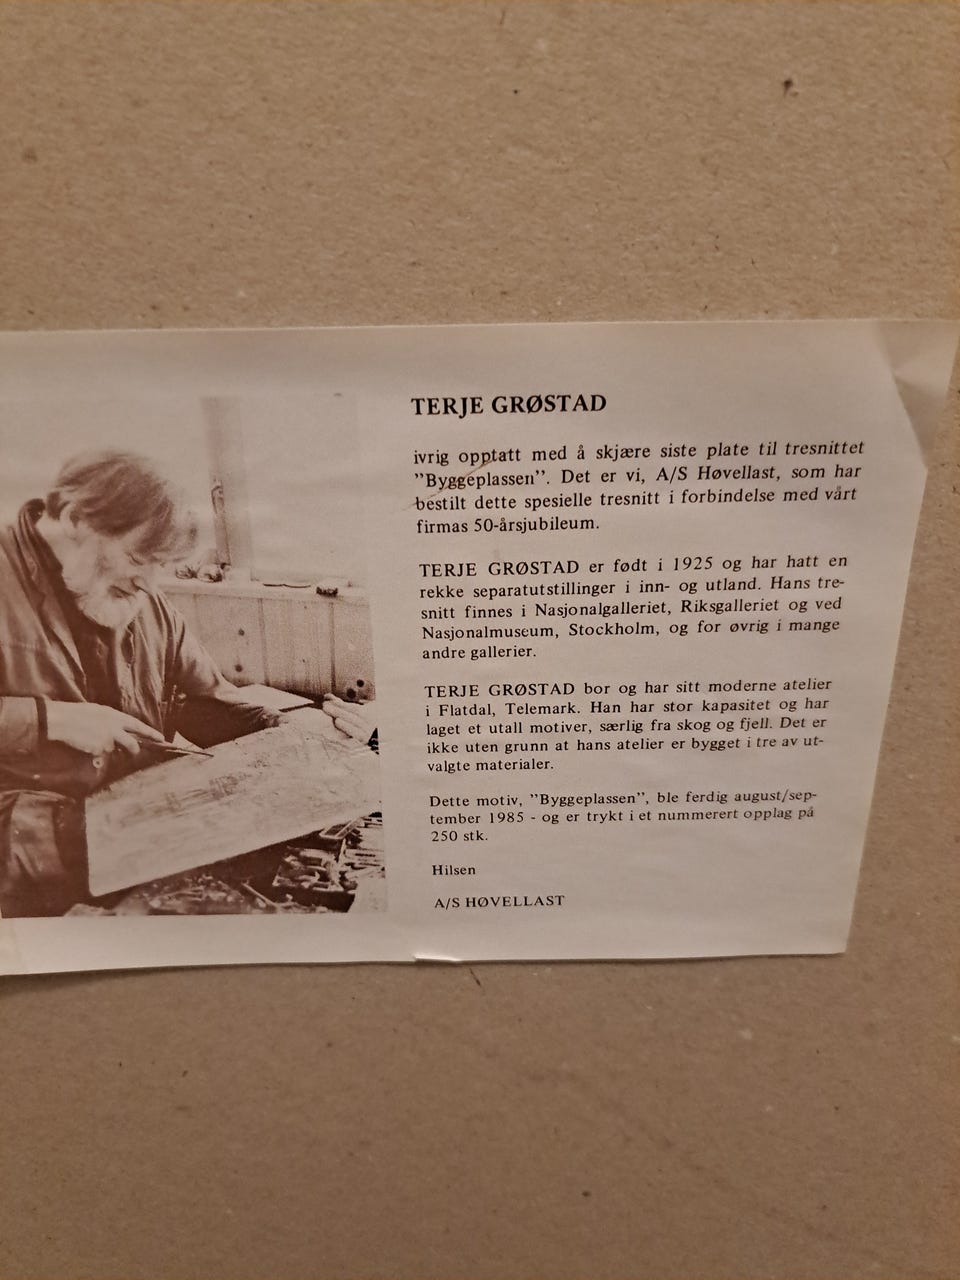 TERJE GRØSTAD
ivrig opptatt med å skjære siste plate til tresnittet
"Byggeplassen". Det er vi, A/S Høvellast, som har
bestilt dette spesielle tresnitt i forbindelse med vårt
firmas 50-årsjubileum.
TERJE GRØSTAD er født i 1925 og har hatt en
rekke separatutstillinger i inn- og utland. Hans tre-
snitt finnes i Nasjonalgalleriet, Riksgalleriet og ved
Nasjonalmuseum, Stockholm, og for øvrig i mange
andre gallerier.
TERJE GRØSTAD bor og har sitt moderne atelier
i Flatdal, Telemark. Han har stor kapasitet og har
laget et utall motiver, særlig fra skog og fjell. Det er
ikke uten grunn at hans atelier er bygget i tre av ut-
valgte materialer.
Dette motiv, "Byggeplassen", ble ferdig august/sep-
tember 1985 - og er trykt i et nummerert opplag på
250 stk.
Hilsen
A/S HØVELLAST